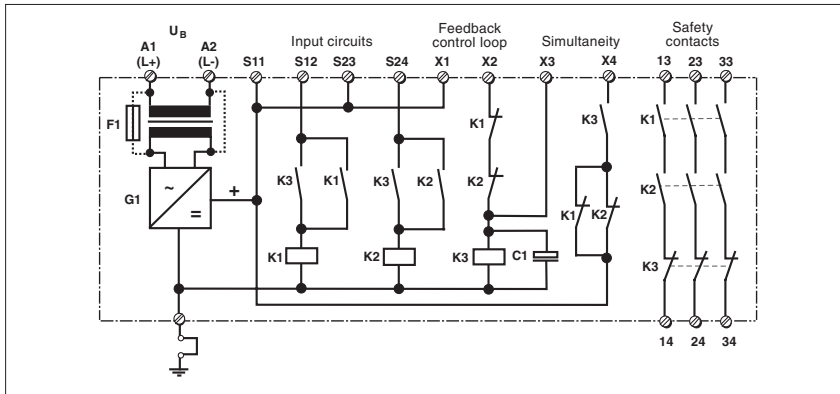 U_B Input circuits Feedback control loop Simultaneity Safety contacts
A1 (L+) A2 (L-) S11 S12 S23 S24 X1 X2 X3 X4 13 23 33
F1
K1 K3 K1
K3 K1 K3 K2 K2 K1 K2 K2
G1 ~ = +
K1 K2 K3 C1 K3
14 24 34